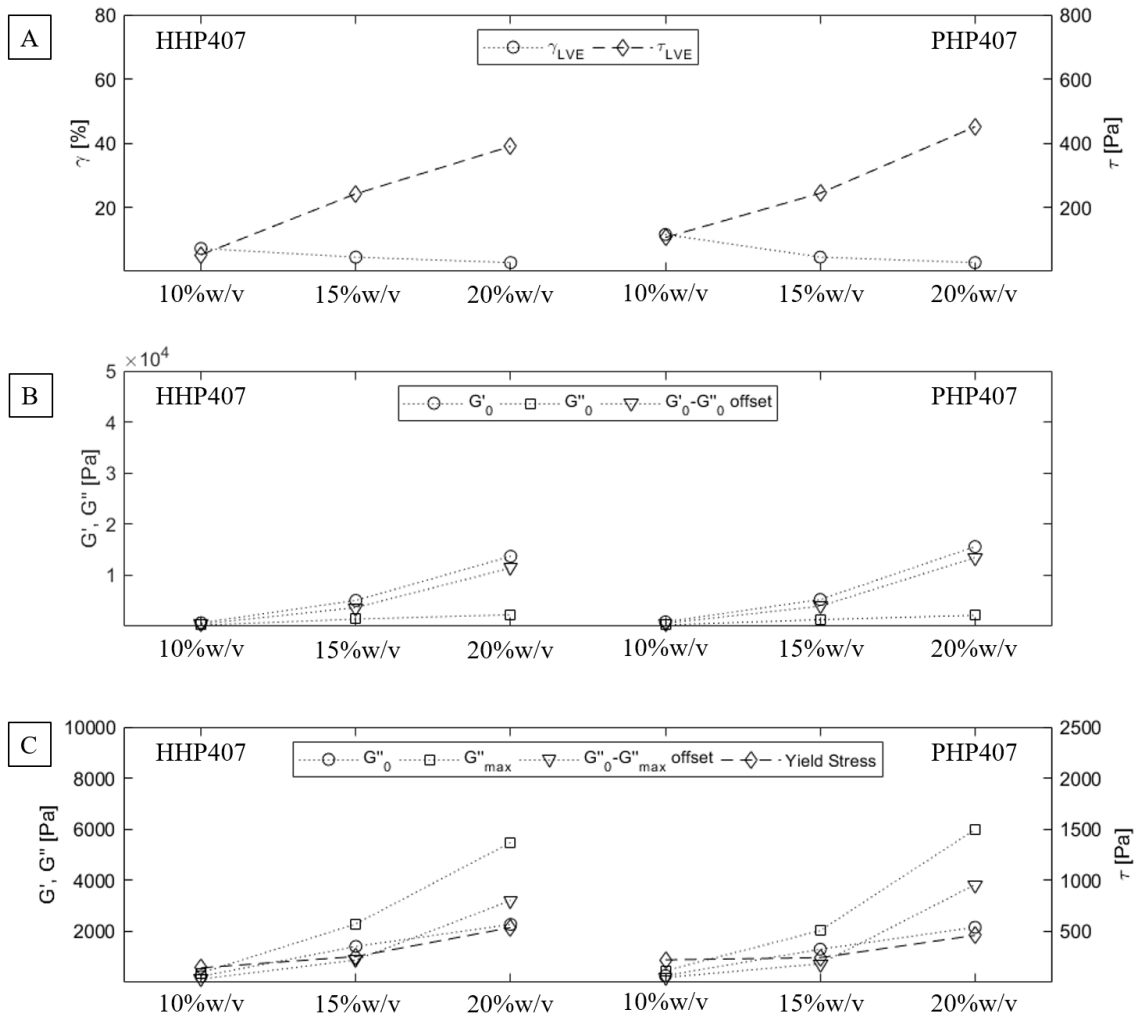 A
HHP407
PHP407
γLVE τLVE
80
60
40
20
γ [%]
800
600
400
200
τ [Pa]
10%w/v 15%w/v 20%w/v 10%w/v 15%w/v 20%w/v
B
×10^4
HHP407
PHP407
G'0 G''0 G'0-G''0 offset
5
4
3
2
1
G', G'' [Pa]
10%w/v 15%w/v 20%w/v 10%w/v 15%w/v 20%w/v
C
HHP407
PHP407
G''0 G''max G''0-G''max offset Yield Stress
10000
8000
6000
4000
2000
G', G'' [Pa]
2500
2000
1500
1000
500
τ [Pa]
10%w/v 15%w/v 20%w/v 10%w/v 15%w/v 20%w/v